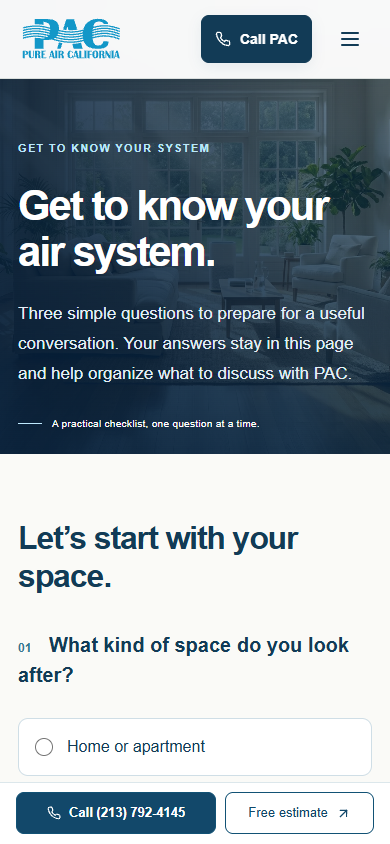 PAC
PURE AIR CALIFORNIA
Call PAC
GET TO KNOW YOUR SYSTEM
Get to know your
air system.
Three simple questions to prepare for a useful
conversation. Your answers stay in this page
and help organize what to discuss with PAC.
A practical checklist, one question at a time.
Let’s start with your
space.
01 What kind of space do you look
after?
Home or apartment
Call (213) 792-4145
Free estimate